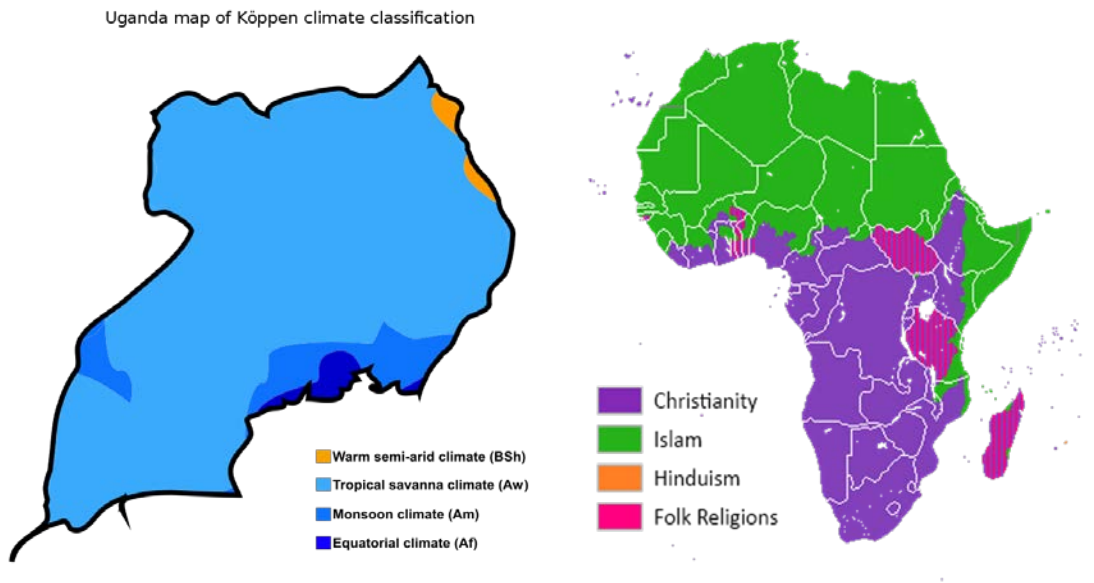 Uganda map of Köppen climate classification
Warm semi-arid climate (BSh)
Tropical savanna climate (Aw)
Monsoon climate (Am)
Equatorial climate (Af)
Christianity
Islam
Hinduism
Folk Religions